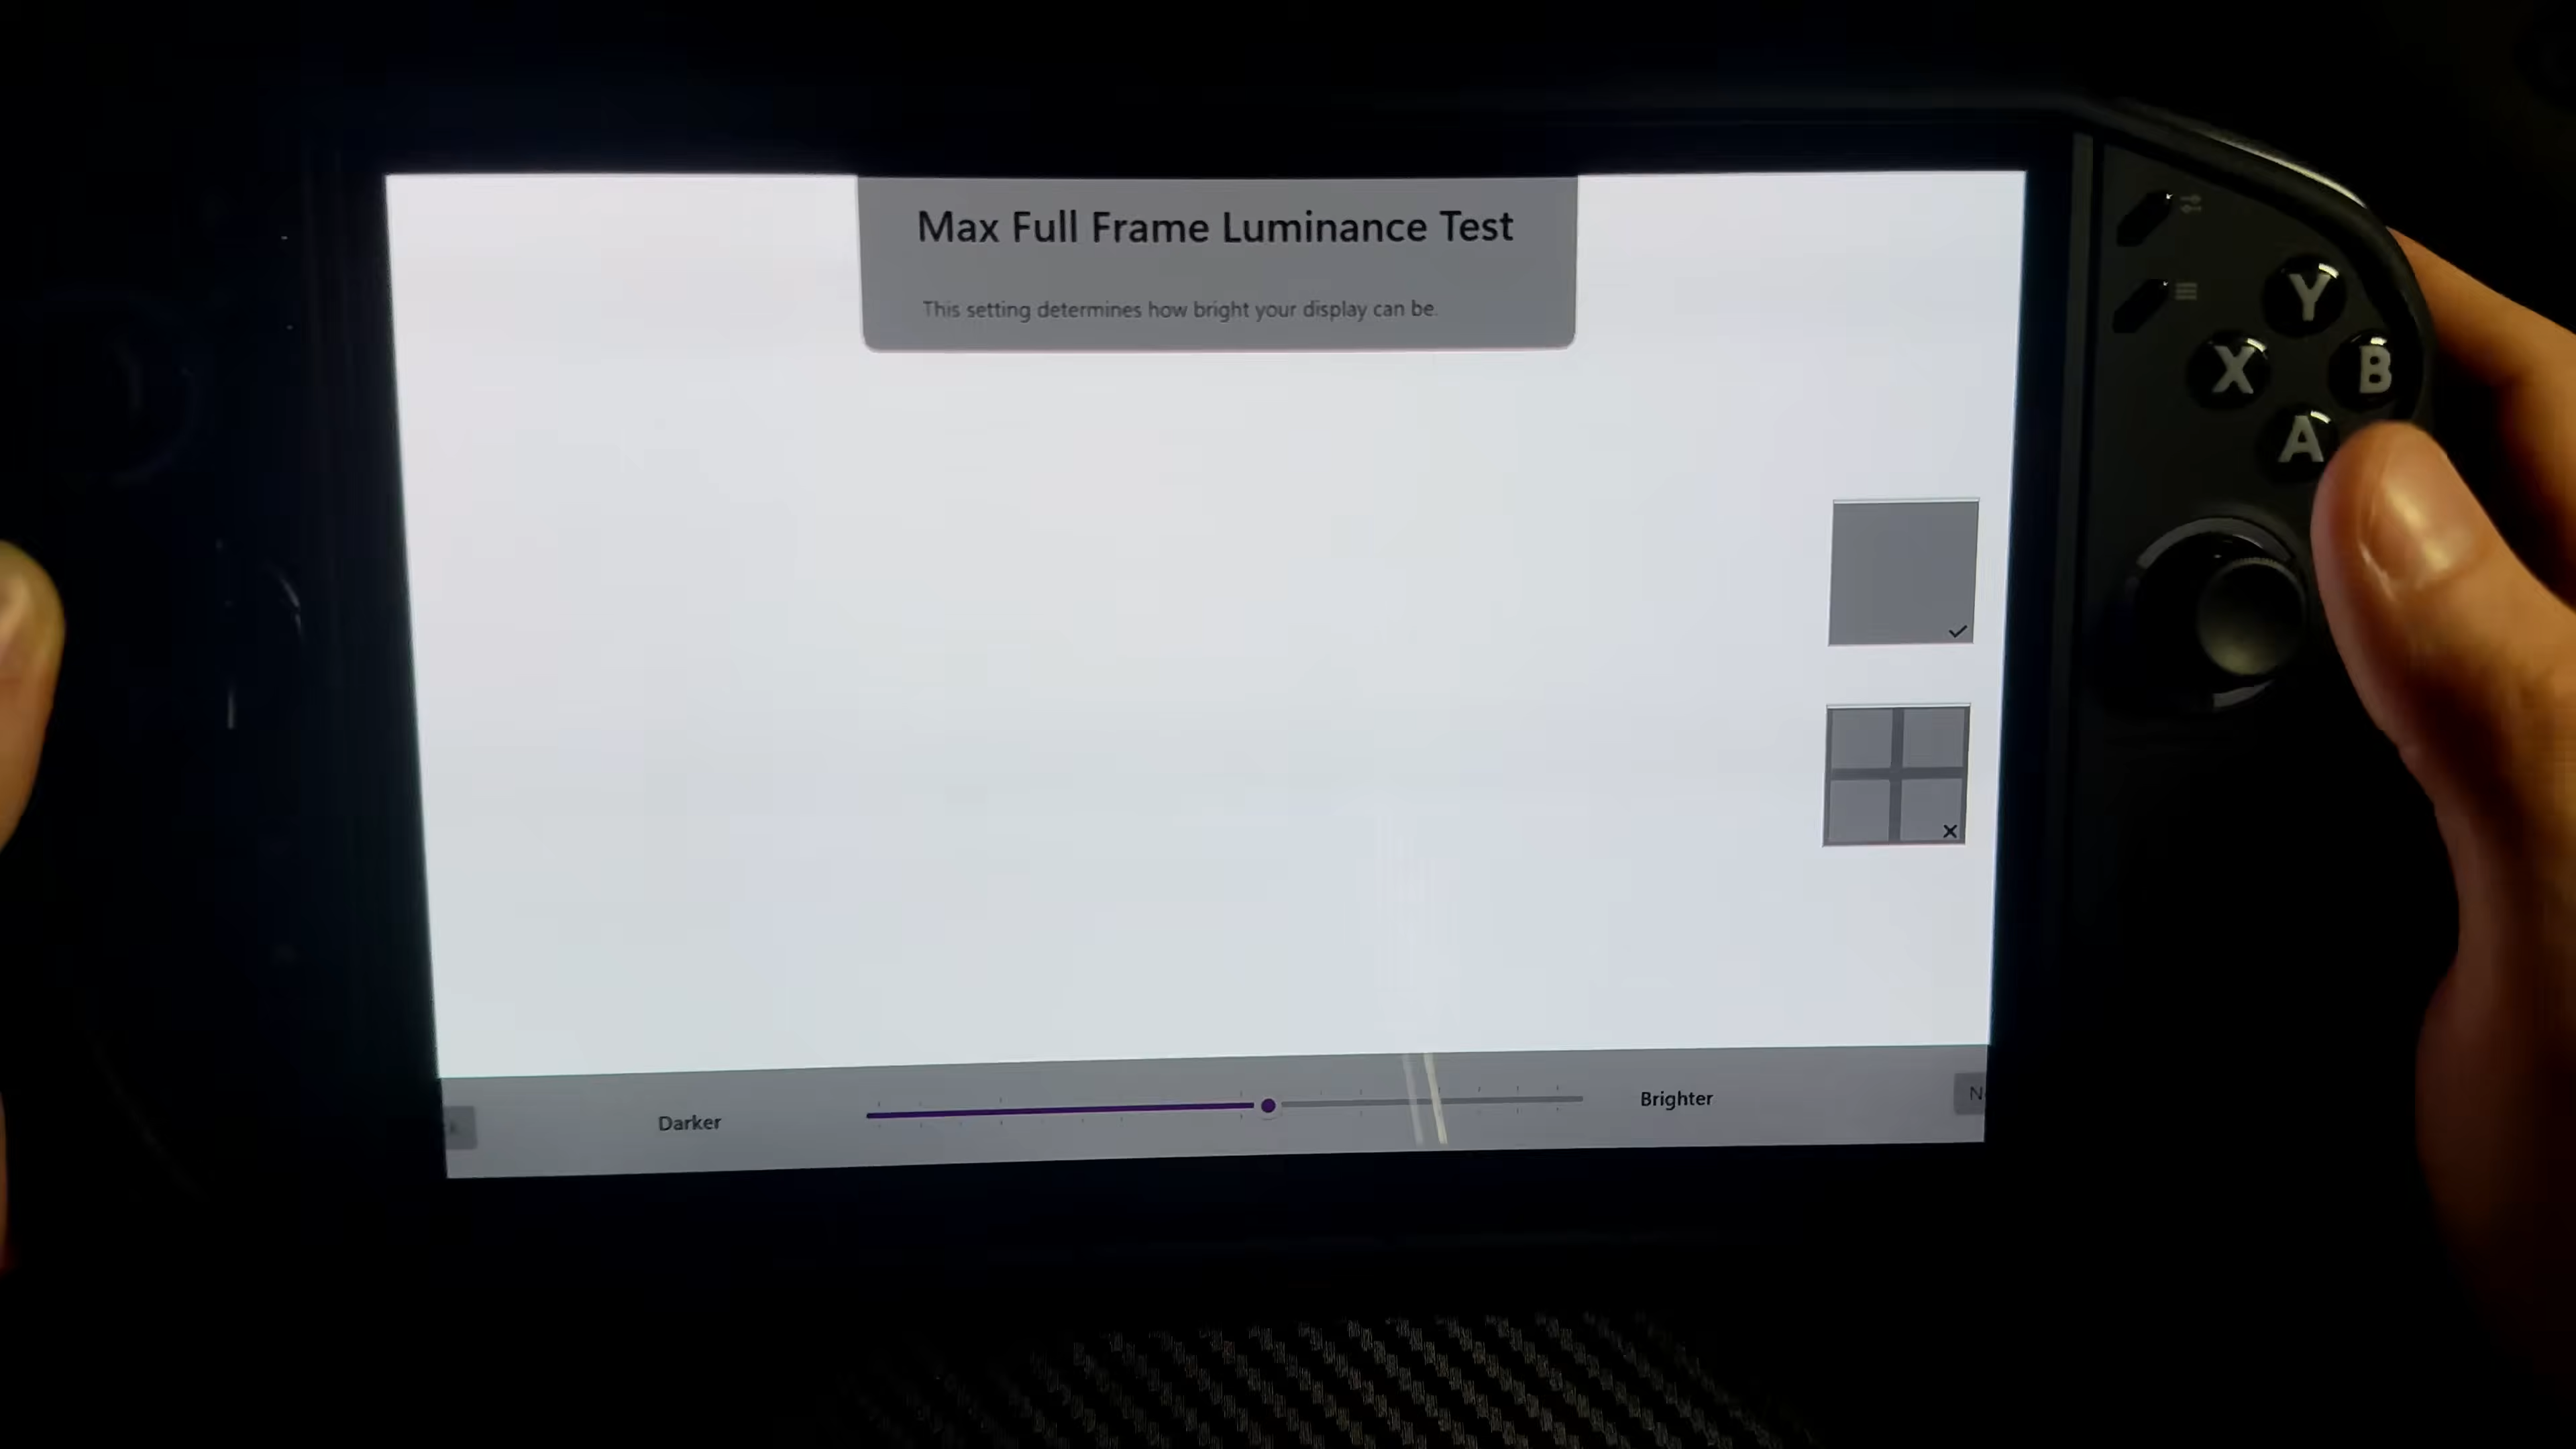 Max Full Frame Luminance Test
This setting determines how bright your display can be.
Y
X
B
A
Darker
Brighter